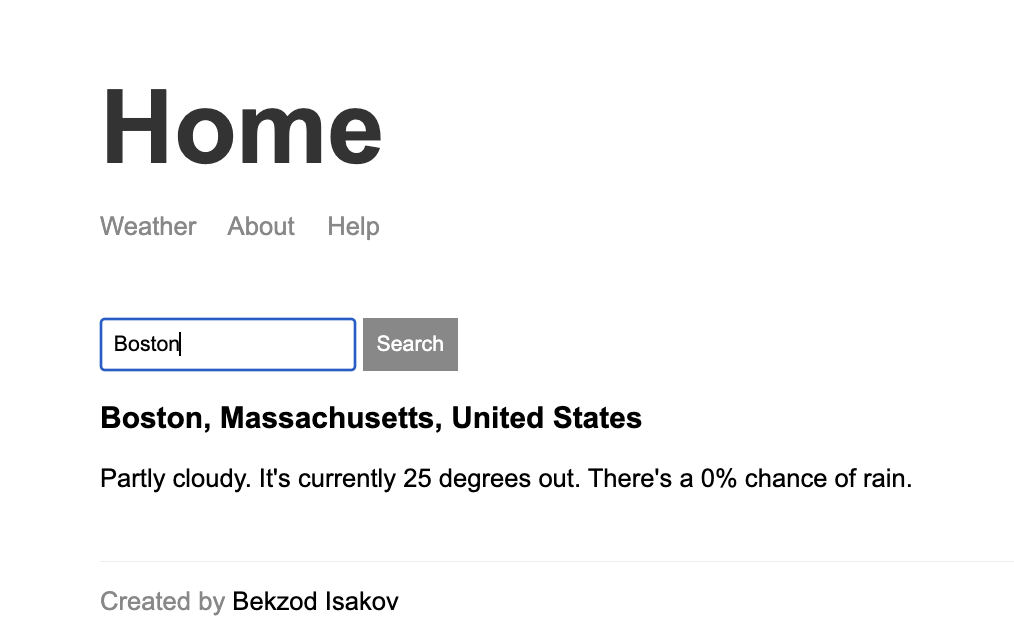 Home
Weather About Help
Boston Search
Boston, Massachusetts, United States
Partly cloudy. It's currently 25 degrees out. There's a 0% chance of rain.
Created by Bekzod Isakov